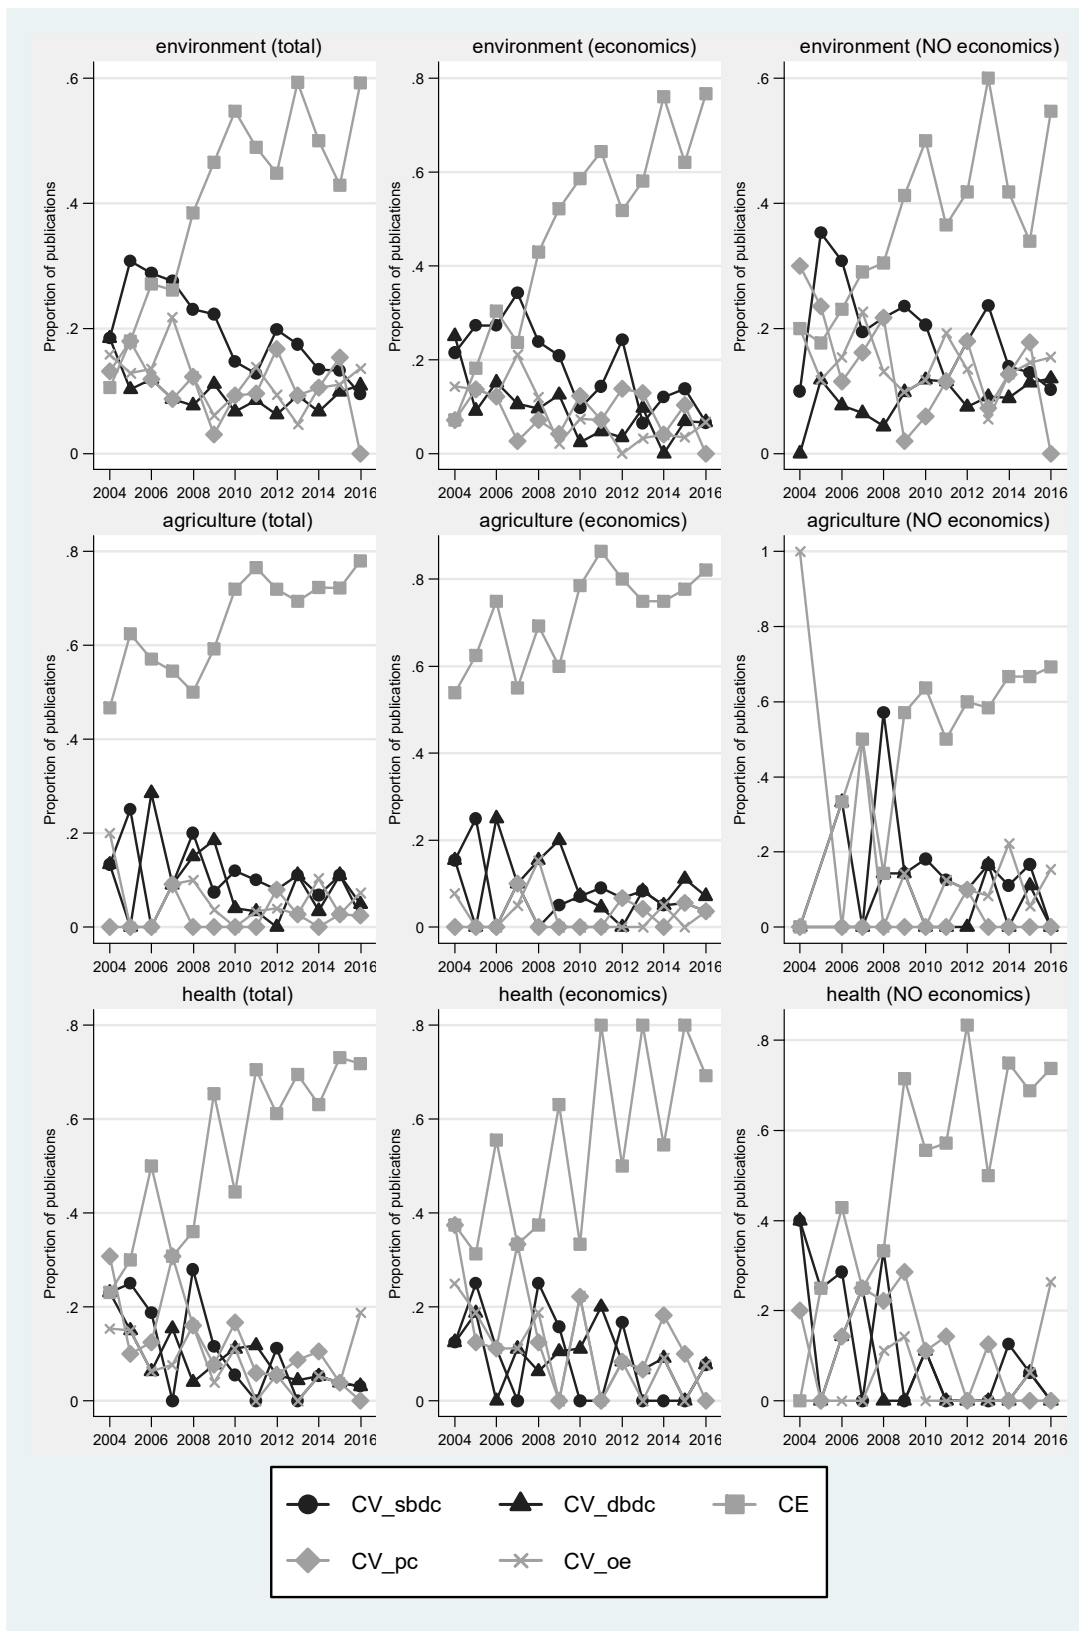 environment (total) environment (economics) environment (NO economics)
Proportion of publications Proportion of publications Proportion of publications
.6 .8 .6
.4 .6 .4
.2 .4 .2
0 .2 0
0
2004 2006 2008 2010 2012 2014 2016 2004 2006 2008 2010 2012 2014 2016 2004 2006 2008 2010 2012 2014 2016
agriculture (total) agriculture (economics) agriculture (NO economics)
Proportion of publications Proportion of publications Proportion of publications
.8 .8 1
.6 .6 .8
.4 .4 .6
.2 .2 .4
0 0 .2
0
2004 2006 2008 2010 2012 2014 2016 2004 2006 2008 2010 2012 2014 2016 2004 2006 2008 2010 2012 2014 2016
health (total) health (economics) health (NO economics)
Proportion of publications Proportion of publications Proportion of publications
.8 .8 .8
.6 .6 .6
.4 .4 .4
.2 .2 .2
0 0 0
2004 2006 2008 2010 2012 2014 2016 2004 2006 2008 2010 2012 2014 2016 2004 2006 2008 2010 2012 2014 2016
CV_sbdc CV_dbdc CE
CV_pc CV_oe